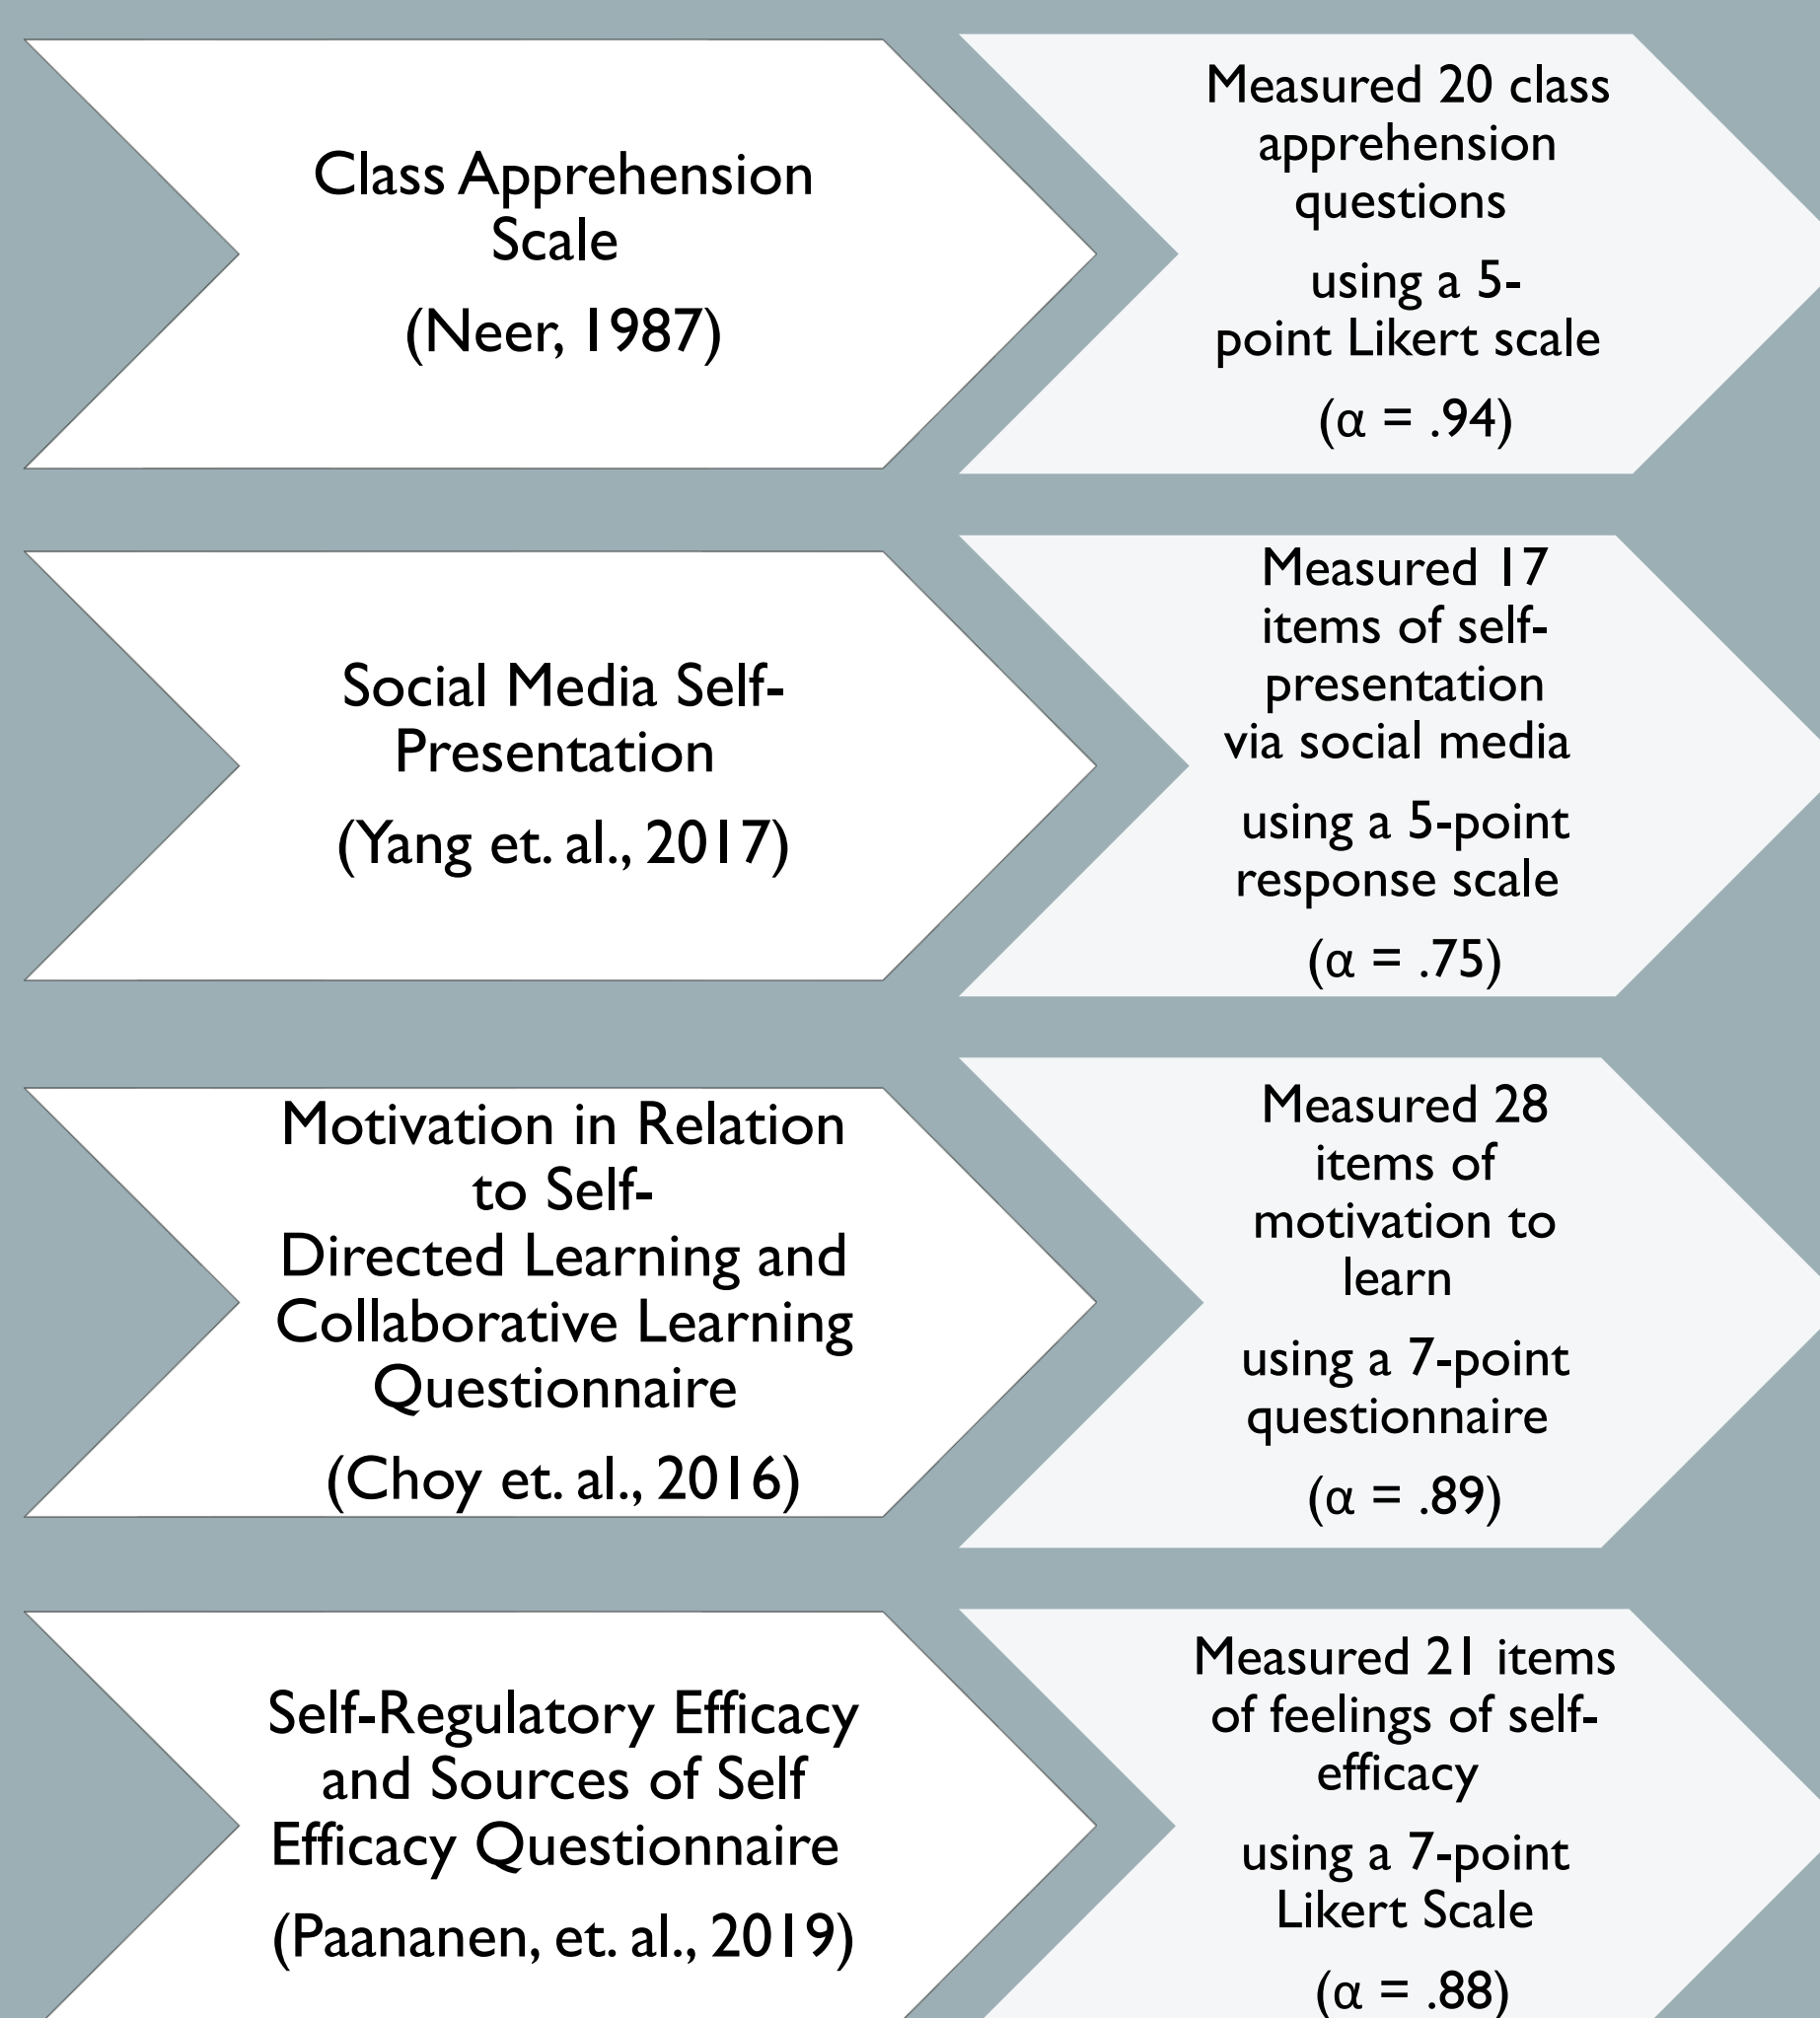 Class Apprehension
Scale
(Neer, 1987)
Measured 20 class
apprehension
questions
using a 5-
point Likert scale
(α = .94)
Social Media Self-
Presentation
(Yang et. al., 2017)
Measured 17
items of self-
presentation
via social media
using a 5-point
response scale
(α = .75)
Motivation in Relation
to Self-
Directed Learning and
Collaborative Learning
Questionnaire
(Choy et. al., 2016)
Measured 28
items of
motivation to
learn
using a 7-point
questionnaire
(α = .89)
Self-Regulatory Efficacy
and Sources of Self
Efficacy Questionnaire
(Paananen, et. al., 2019)
Measured 21 items
of feelings of self-
efficacy
using a 7-point
Likert Scale
(α = .88)